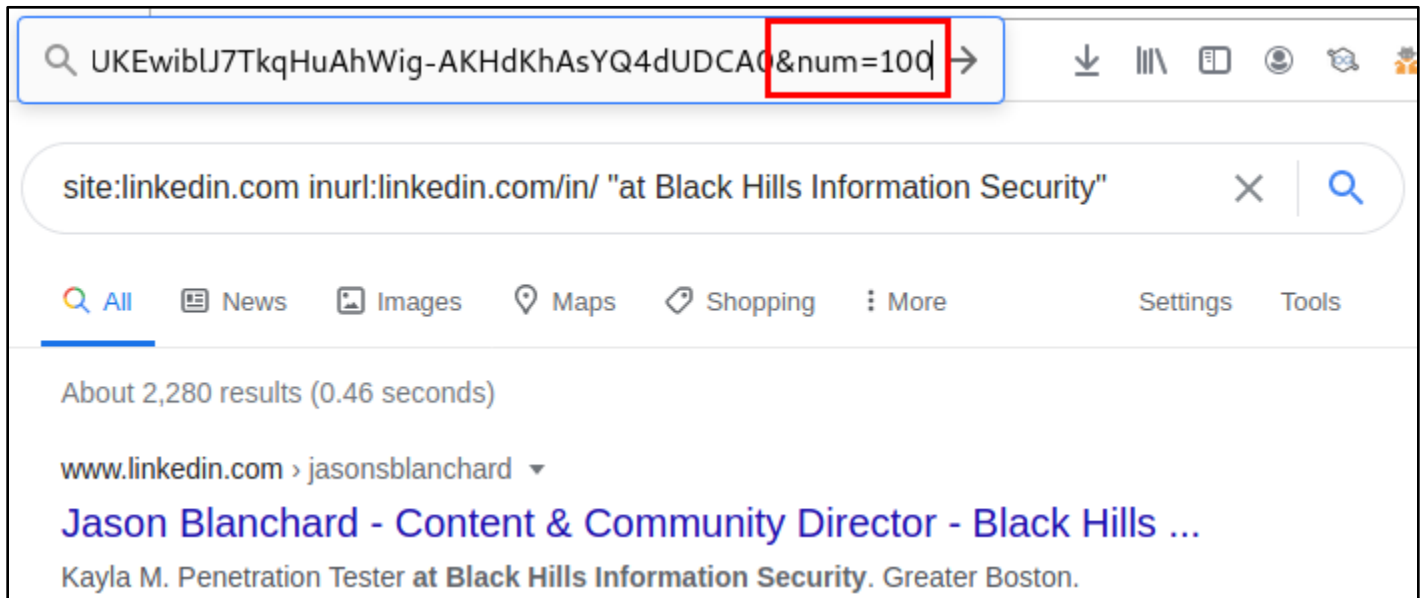 UKEwiblJ7TkqHuAhWig-AKHdKhAsYQ4dUDCA0&num=100
site:linkedin.com inurl:linkedin.com/in/ "at Black Hills Information Security"
All News Images Maps Shopping More Settings Tools
About 2,280 results (0.46 seconds)
www.linkedin.com › jasonsblanchard
Jason Blanchard - Content & Community Director - Black Hills ...
Kayla M. Penetration Tester at Black Hills Information Security. Greater Boston.